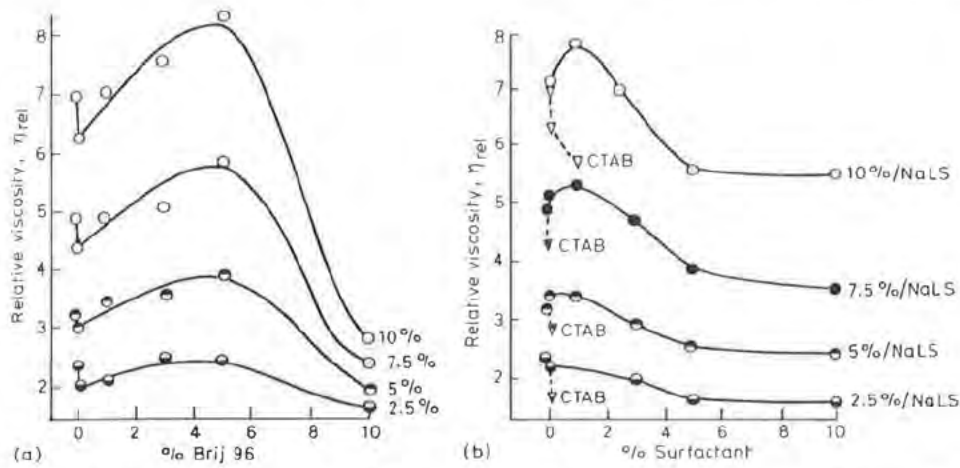 8
7
6
5
4
3
2
Relative viscosity, ηrel
10%
7.5%
5%
2.5%
0 2 4 6 8 10
(a) % Brij 96
8
7
6
5
4
3
2
Relative viscosity, ηrel
CTAB
10%/NaLS
CTAB
7.5%/NaLS
CTAB
5%/NaLS
CTAB
2.5%/NaLS
0 2 4 6 8 10
(b) % Surfactant